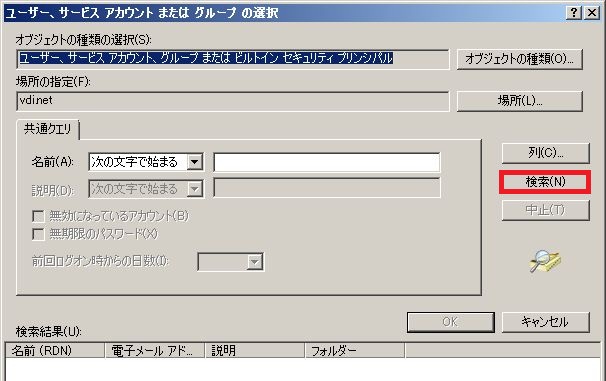 ユーザー、サービス アカウント または グループ の選択
オブジェクトの種類の選択(S):
ユーザー、サービス アカウント、グループ または ビルトイン セキュリティ プリンシパル
オブジェクトの種類(O)...
場所の指定(F):
vdi.net
場所(L)...
共通クエリ
名前(A): 次の文字で始まる
説明(D): 次の文字で始まる
無効になっているアカウント(B)
無期限のパスワード(X)
前回ログオン時からの日数(I):
列(C)...
検索(N)
中止(T)
OK
キャンセル
検索結果(U):
名前 (RDN) 電子メール アド... 説明 フォルダー